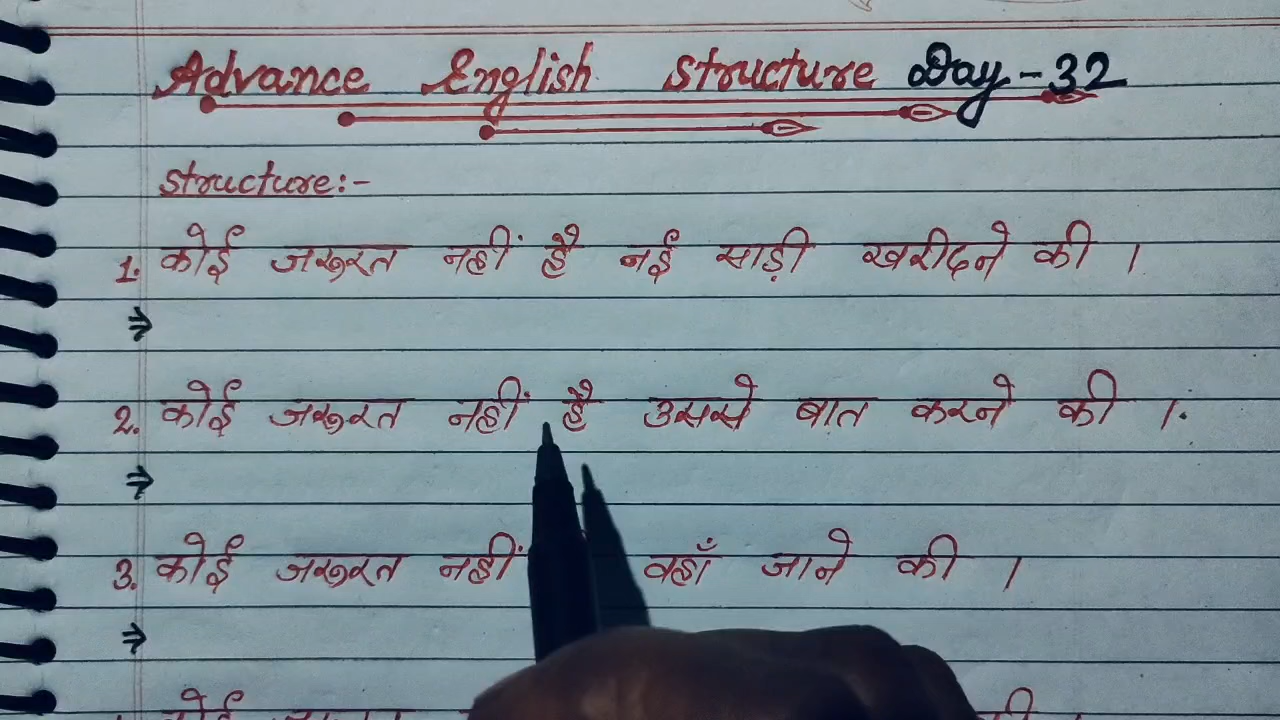 Advance English Structure Day-32
Structure:-
1. कोई जरूरत नहीं है नई साड़ी खरीदने की ।
⇒
2. कोई जरूरत नहीं है उससे बात करने की ।
⇒
3. कोई जरूरत नहीं वहाँ जाने की ।
⇒
कोई